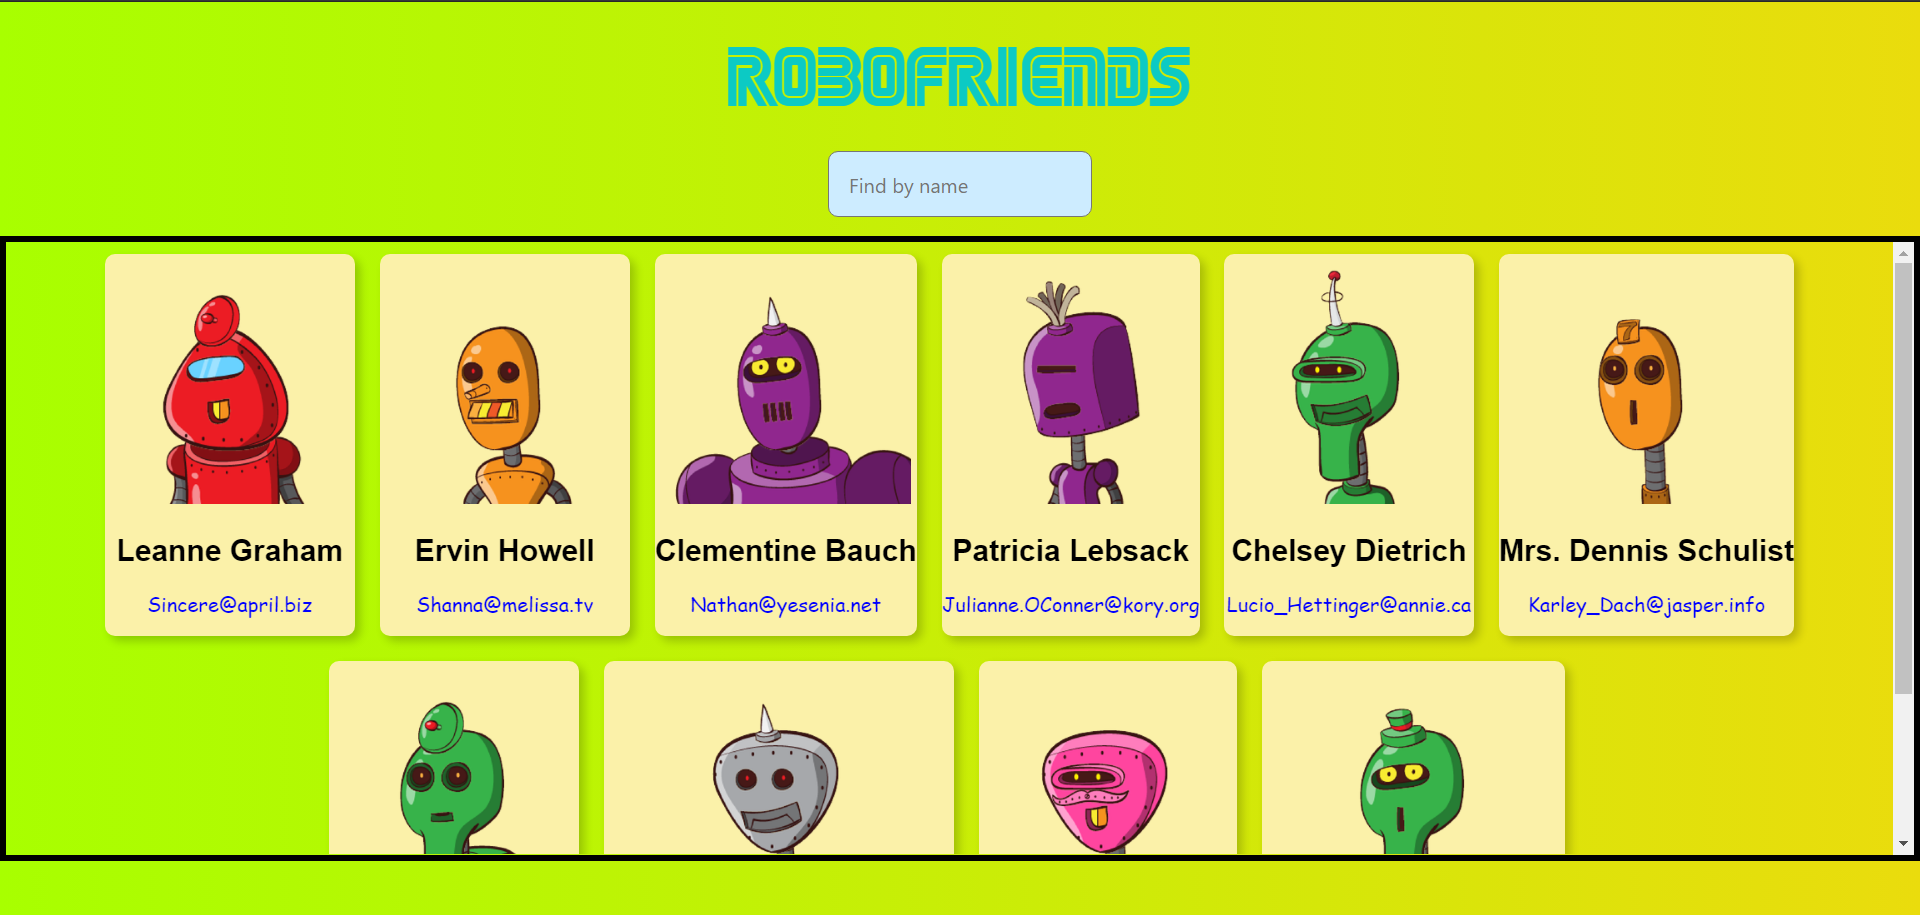 ROBOFRIENDS
Find by name
7
Leanne Graham
Sincere@april.biz
Ervin Howell
Shanna@melissa.tv
Clementine Bauch
Nathan@yesenia.net
Patricia Lebsack
Julianne.OConner@kory.org
Chelsey Dietrich
Lucio_Hettinger@annie.ca
Mrs. Dennis Schulist
Karley_Dach@jasper.info